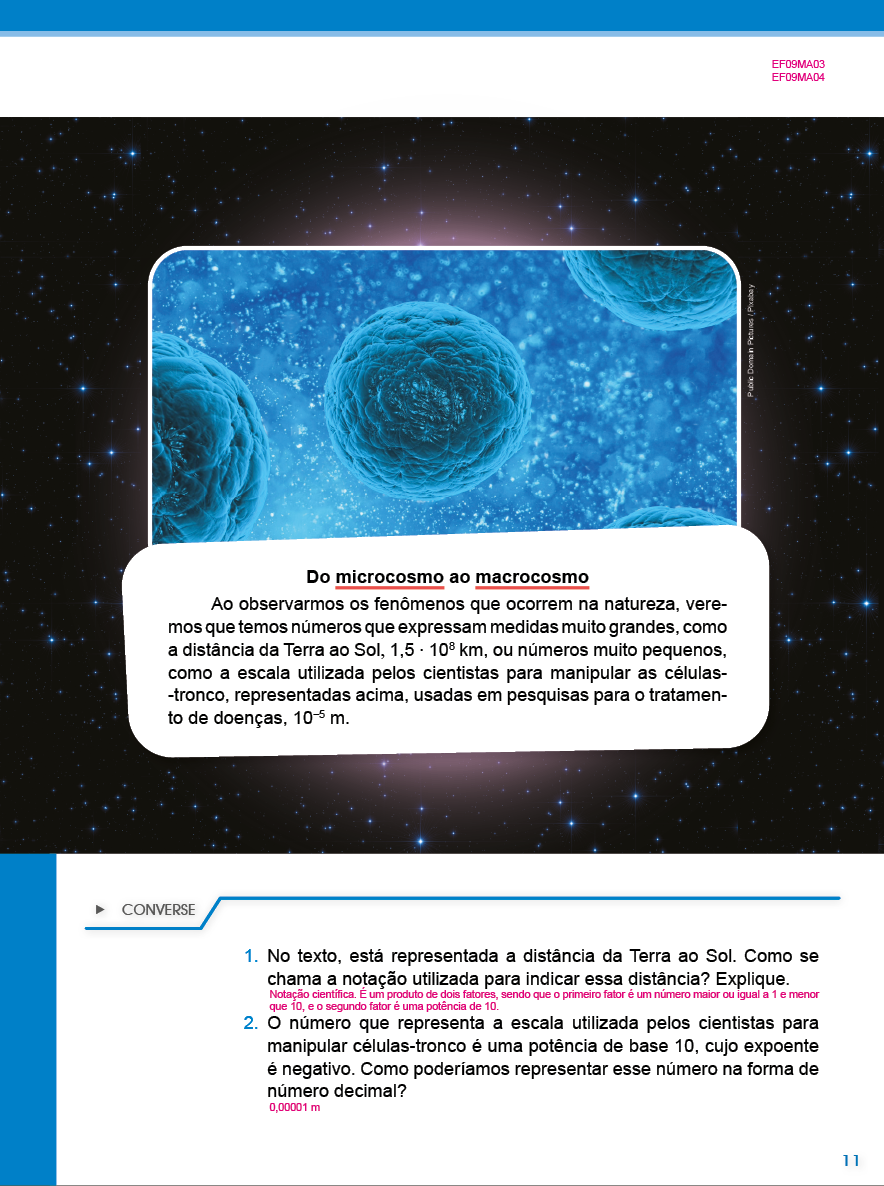 EF09MA03
EF09MA04
Public Domain Pictures / Pixabay
Do microcosmo ao macrocosmo
Ao observarmos os fenômenos que ocorrem na natureza, vere-
mos que temos números que expressam medidas muito grandes, como
a distância da Terra ao Sol, 1,5 · 10⁸ km, ou números muito pequenos,
como a escala utilizada pelos cientistas para manipular as células-
-tronco, representadas acima, usadas em pesquisas para o tratamen-
to de doenças, 10⁻⁵ m.
CONVERSE
1. No texto, está representada a distância da Terra ao Sol. Como se
chama a notação utilizada para indicar essa distância? Explique.
Notação científica. É um produto de dois fatores, sendo que o primeiro fator é um número maior ou igual a 1 e menor
que 10, e o segundo fator é uma potência de 10.
2. O número que representa a escala utilizada pelos cientistas para
manipular células-tronco é uma potência de base 10, cujo expoente
é negativo. Como poderíamos representar esse número na forma de
número decimal?
0,00001 m
11